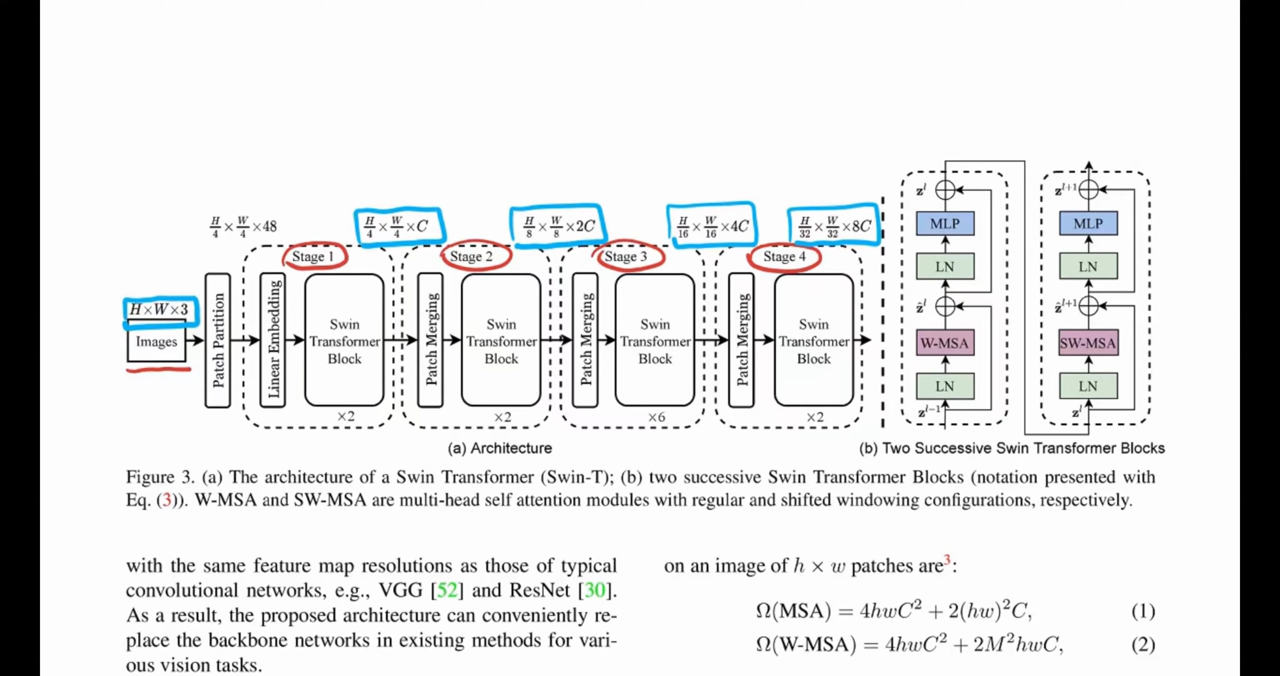 H/4 × W/4 × 48
H/4 × W/4 × C
H/8 × W/8 × 2C
H/16 × W/16 × 4C
H/32 × W/32 × 8C
Stage 1
Stage 2
Stage 3
Stage 4
H×W×3
Images
Patch Partition
Linear Embedding
Swin
Transformer
Block
×2
Patch Merging
Swin
Transformer
Block
×2
Patch Merging
Swin
Transformer
Block
×6
Patch Merging
Swin
Transformer
Block
×2
(a) Architecture
z^l
MLP
LN
ẑ^l
W-MSA
LN
z^{l-1}
z^{l+1}
MLP
LN
ẑ^{l+1}
SW-MSA
LN
z^l
(b) Two Successive Swin Transformer Blocks
Figure 3. (a) The architecture of a Swin Transformer (Swin-T); (b) two successive Swin Transformer Blocks (notation presented with
Eq. (3)). W-MSA and SW-MSA are multi-head self attention modules with regular and shifted windowing configurations, respectively.
with the same feature map resolutions as those of typical
convolutional networks, e.g., VGG [52] and ResNet [30].
As a result, the proposed architecture can conveniently re-
place the backbone networks in existing methods for vari-
ous vision tasks.
on an image of h × w patches are³:
Ω(MSA) = 4hwC² + 2(hw)²C, (1)
Ω(W-MSA) = 4hwC² + 2M²hwC, (2)